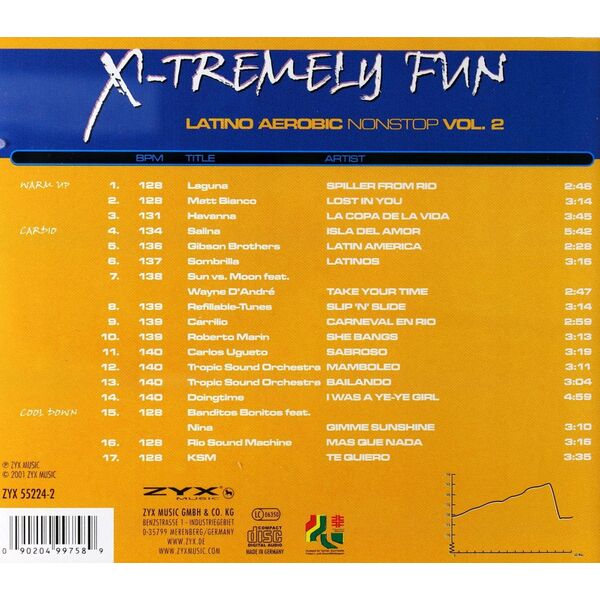 X-TREMELY FUN
LATINO AEROBIC NONSTOP VOL. 2
BPM TITLE ARTIST
WARM UP 1. 128 Laguna SPILLER FROM RIO 2:46
2. 128 Matt Bianco LOST IN YOU 3:14
3. 131 Havanna LA COPA DE LA VIDA 3:45
CARDIO 4. 134 Salina ISLA DEL AMOR 5:42
5. 136 Gibson Brothers LATIN AMERICA 2:28
6. 137 Sombrilla LATINOS 3:16
7. 138 Sun vs. Moon feat.
Wayne D'André TAKE YOUR TIME 2:47
8. 139 Refillable-Tunes SLIP 'N' SLIDE 3:14
9. 139 Carrilio CARNEVAL EN RIO 2:59
10. 139 Roberto Marin SHE BANGS 3:13
11. 140 Carlos Ugueto SABROSO 3:19
12. 140 Tropic Sound Orchestra MAMBOLEO 3:11
13. 140 Tropic Sound Orchestra BAILANDO 3:04
14. 140 Doingtime I WAS A YE-YE GIRL 4:59
COOL DOWN 15. 128 Banditos Bonitos feat.
Nina GIMME SUNSHINE 3:10
16. 128 Rio Sound Machine MAS QUE NADA 3:16
17. 128 KSM TE QUIERO 3:35
℗ ZYX MUSIC
© 2001 ZYX MUSIC
ZYX 55224-2
ZYX
MUSIC
ZYX MUSIC GMBH & CO. KG
BENZSTRASSE 1 - INDUSTRIEGEBIET
D-35799 MERENBERG/GERMANY
WWW.ZYX.DE
WWW.ZYXMUSIC.COM
LC 06350
COMPACT
disc
DIGITAL AUDIO
MADE IN GERMANY
0 90204 99758 9